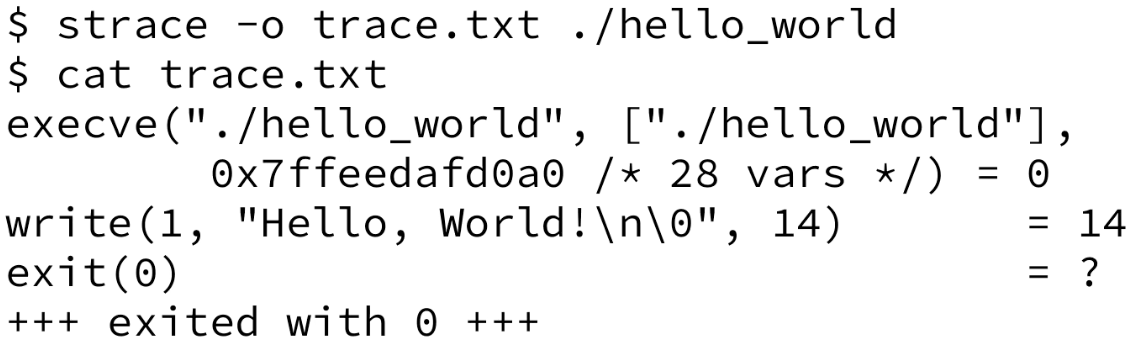 $ strace -o trace.txt ./hello_world
$ cat trace.txt
execve("./hello_world", ["./hello_world"],
        0x7ffeedafd0a0 /* 28 vars */) = 0
write(1, "Hello, World!\n\0", 14)        = 14
exit(0)                                 = ?
+++ exited with 0 +++